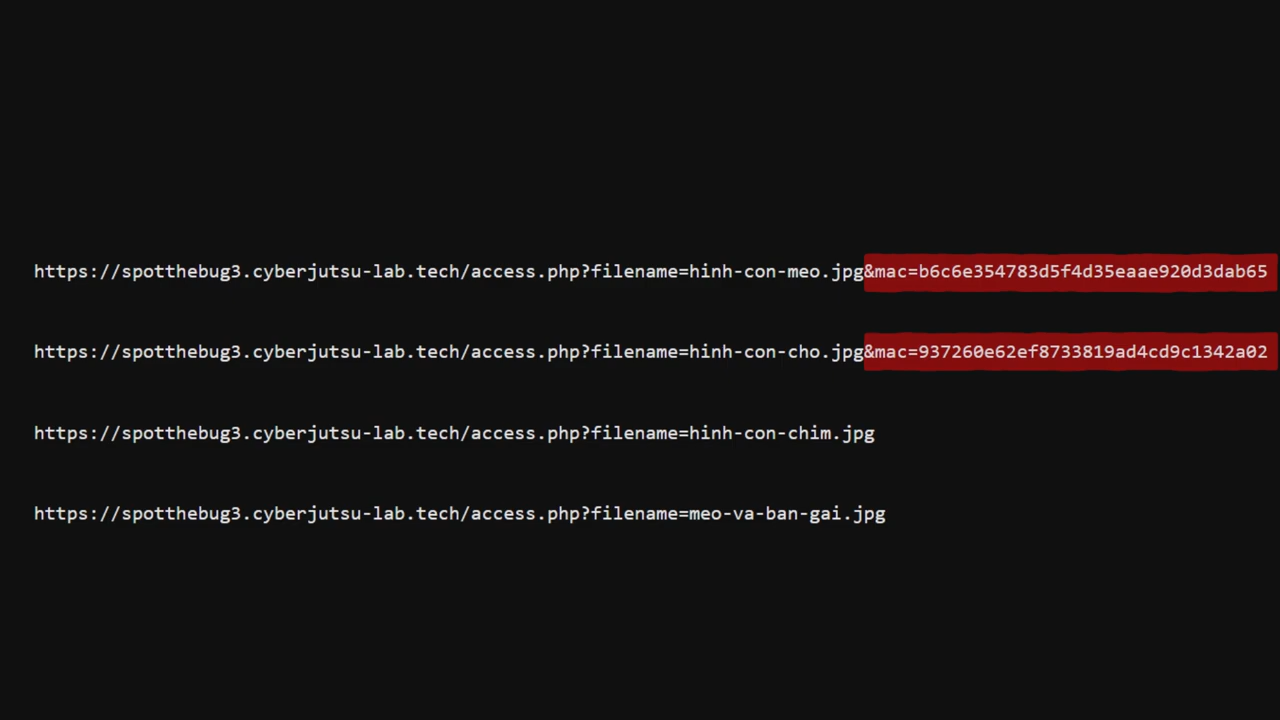 https://spotthebug3.cyberjutsu-lab.tech/access.php?filename=hinh-con-meo.jpg&mac=b6c6e354783d5f4d35eaae920d3dab65
https://spotthebug3.cyberjutsu-lab.tech/access.php?filename=hinh-con-cho.jpg&mac=937260e62ef8733819ad4cd9c1342a02
https://spotthebug3.cyberjutsu-lab.tech/access.php?filename=hinh-con-chim.jpg
https://spotthebug3.cyberjutsu-lab.tech/access.php?filename=meo-va-ban-gai.jpg